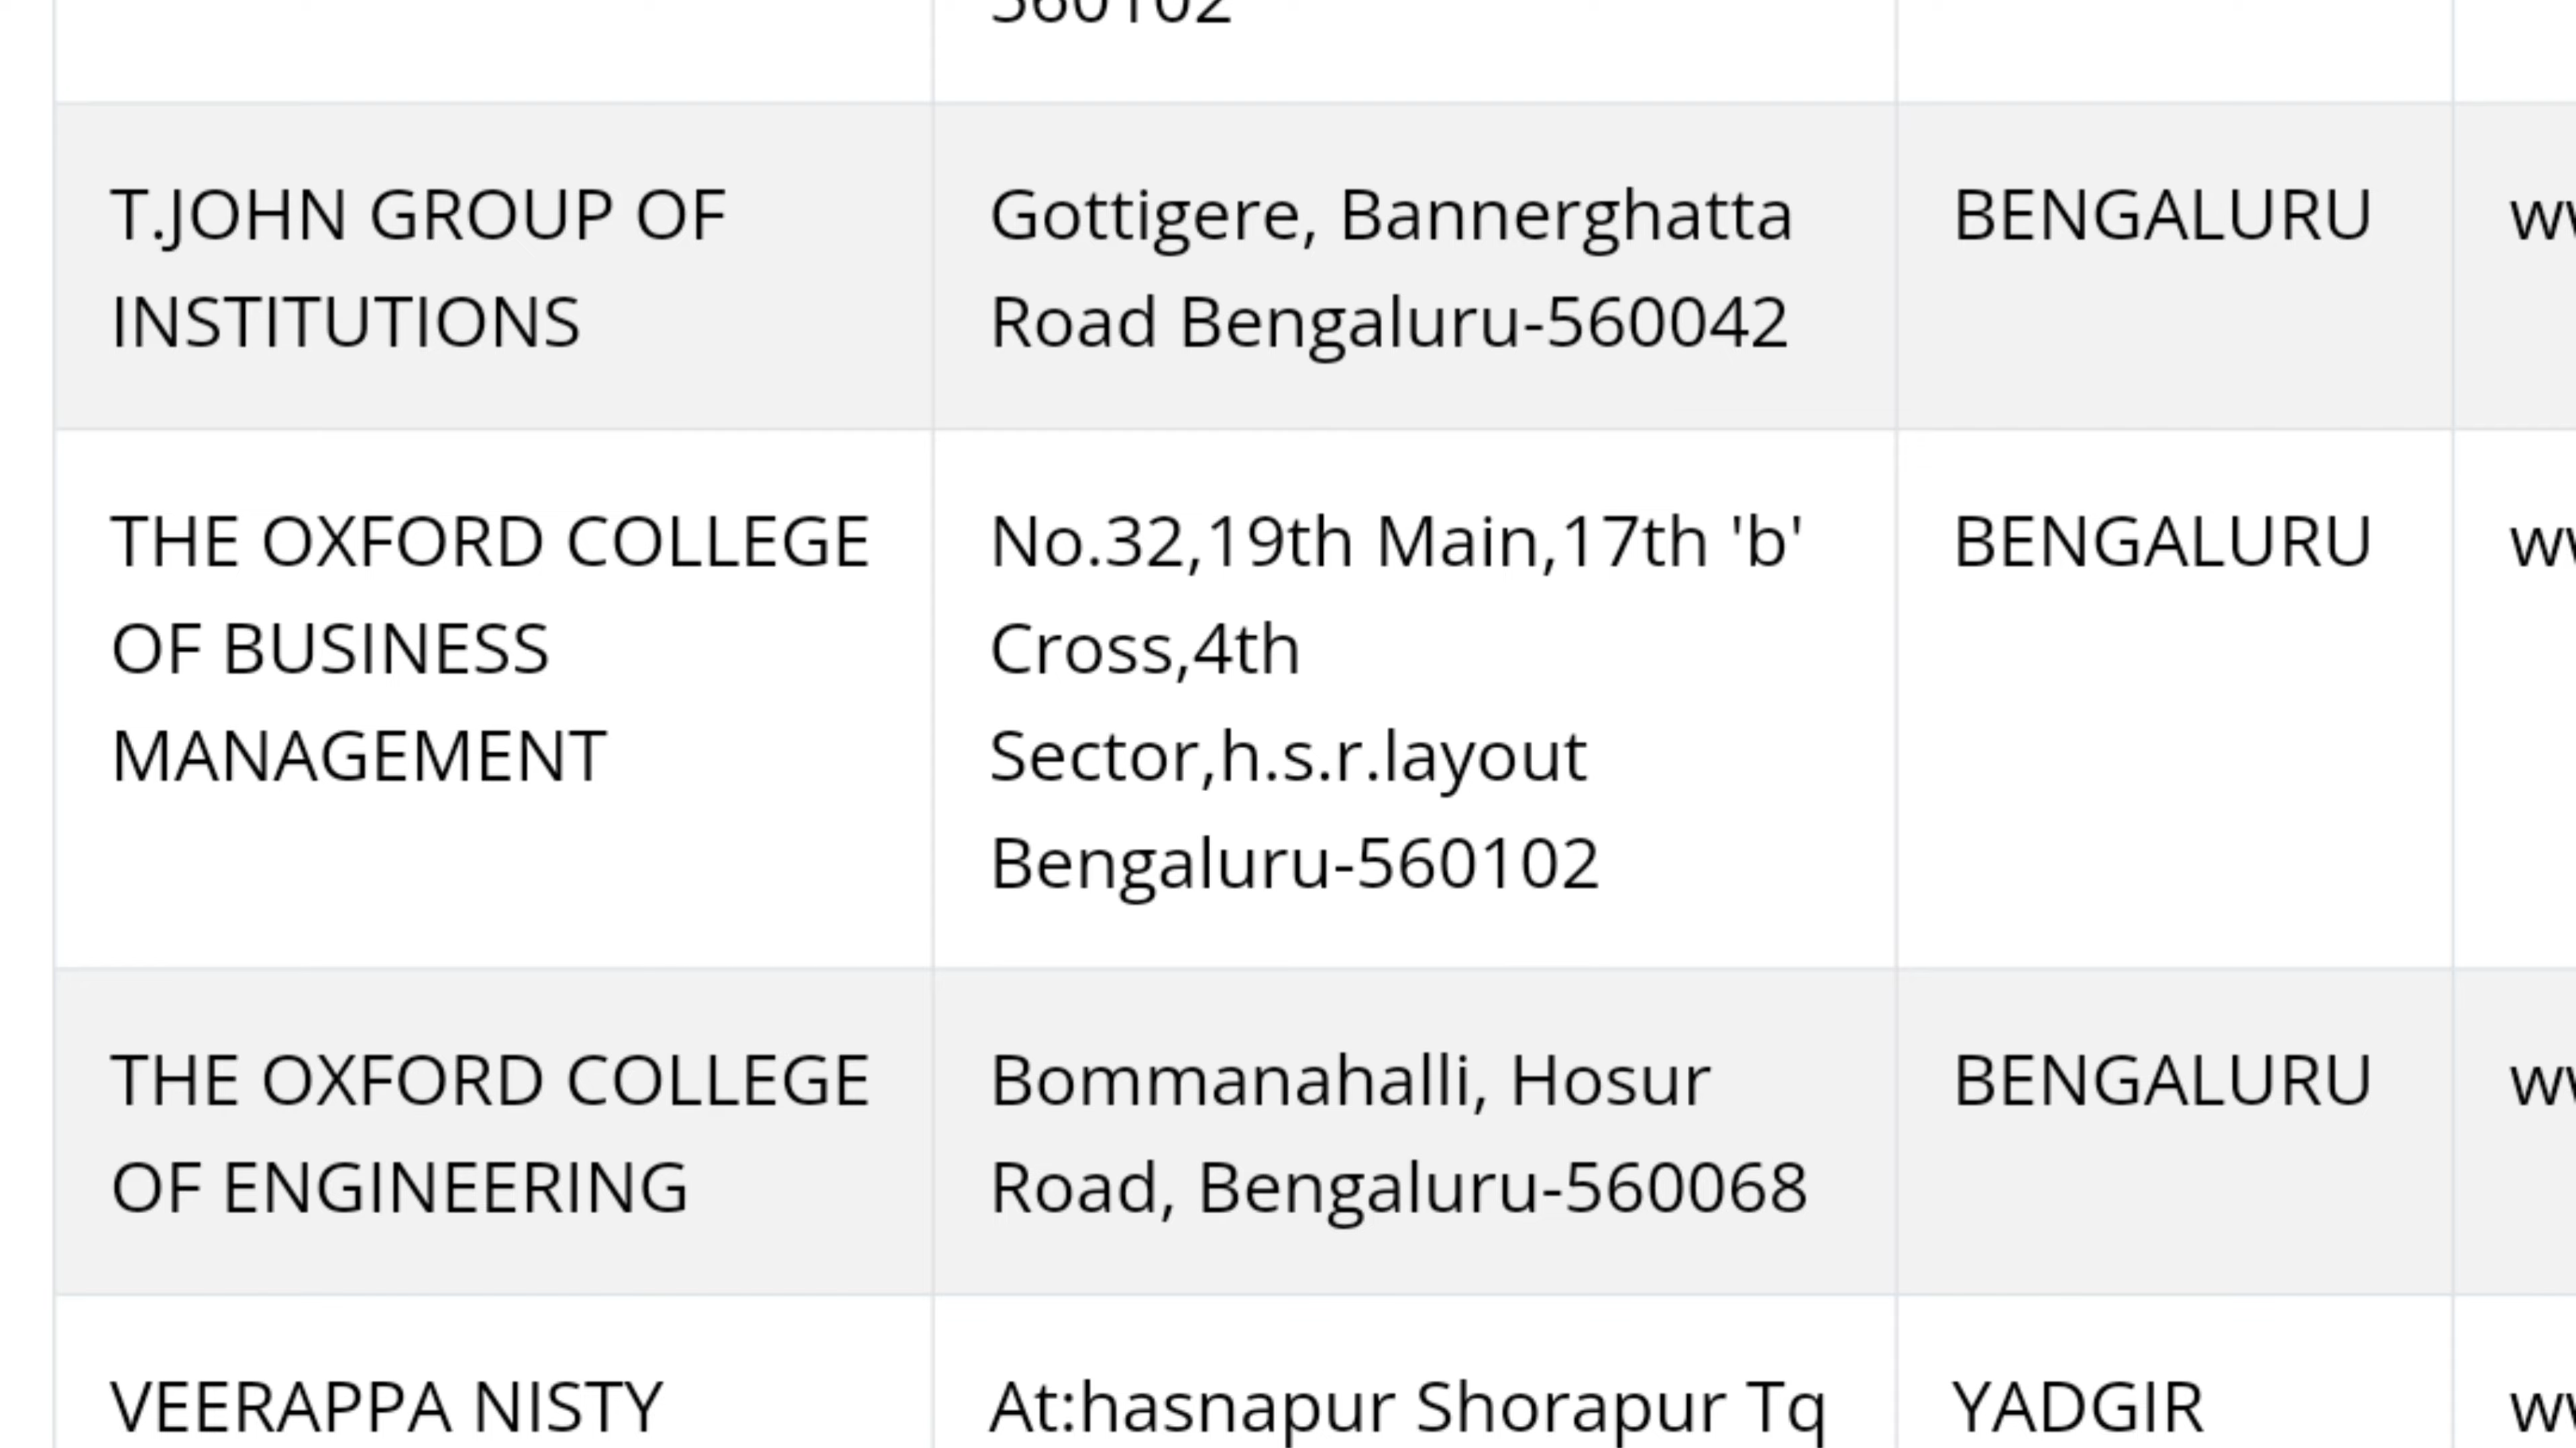 560102
T.JOHN GROUP OF
INSTITUTIONS
Gottigere, Bannerghatta
Road Bengaluru-560042
BENGALURU
THE OXFORD COLLEGE
OF BUSINESS
MANAGEMENT
No.32,19th Main,17th 'b'
Cross,4th
Sector,h.s.r.layout
Bengaluru-560102
BENGALURU
THE OXFORD COLLEGE
OF ENGINEERING
Bommanahalli, Hosur
Road, Bengaluru-560068
BENGALURU
VEERAPPA NISTY
At:hasnapur Shorapur Tq
YADGIR